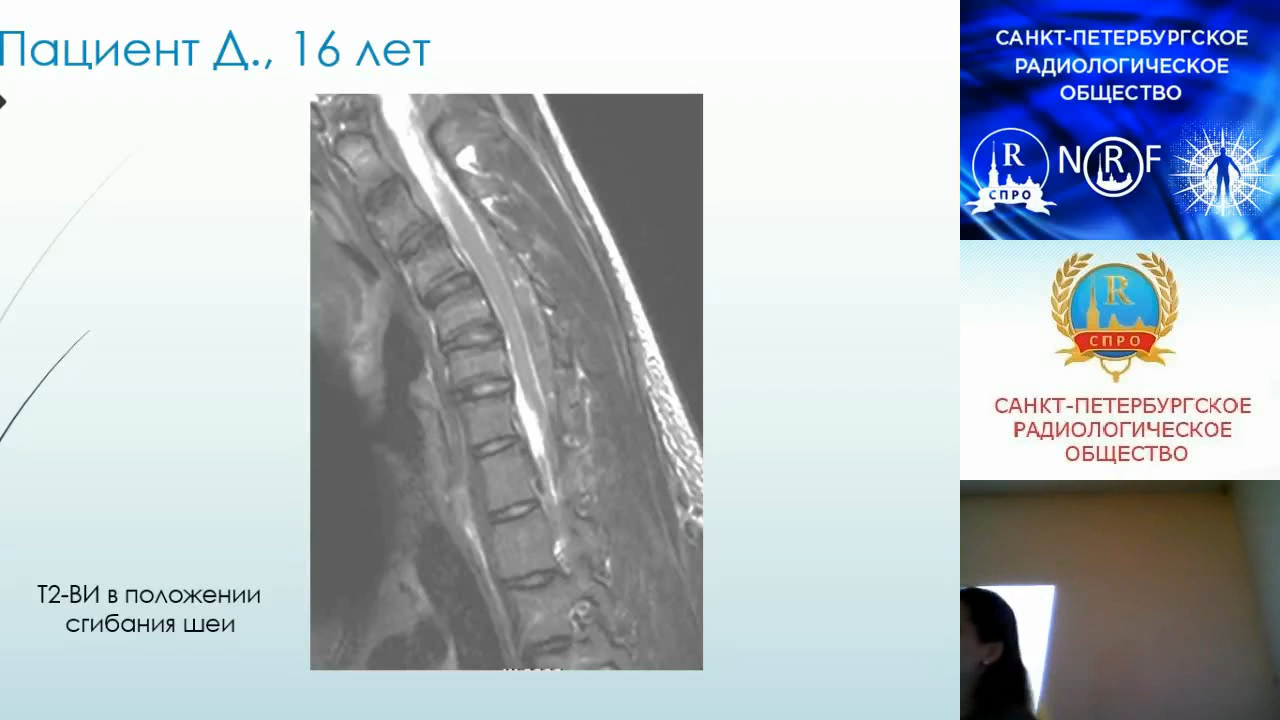 Пациент Д., 16 лет
Т2-ВИ в положении
сгибания шеи
САНКТ-ПЕТЕРБУРГСКОЕ
РАДИОЛОГИЧЕСКОЕ
ОБЩЕСТВО
R
СПРО
N R F
R
СПРО
САНКТ-ПЕТЕРБУРГСКОЕ
РАДИОЛОГИЧЕСКОЕ
ОБЩЕСТВО